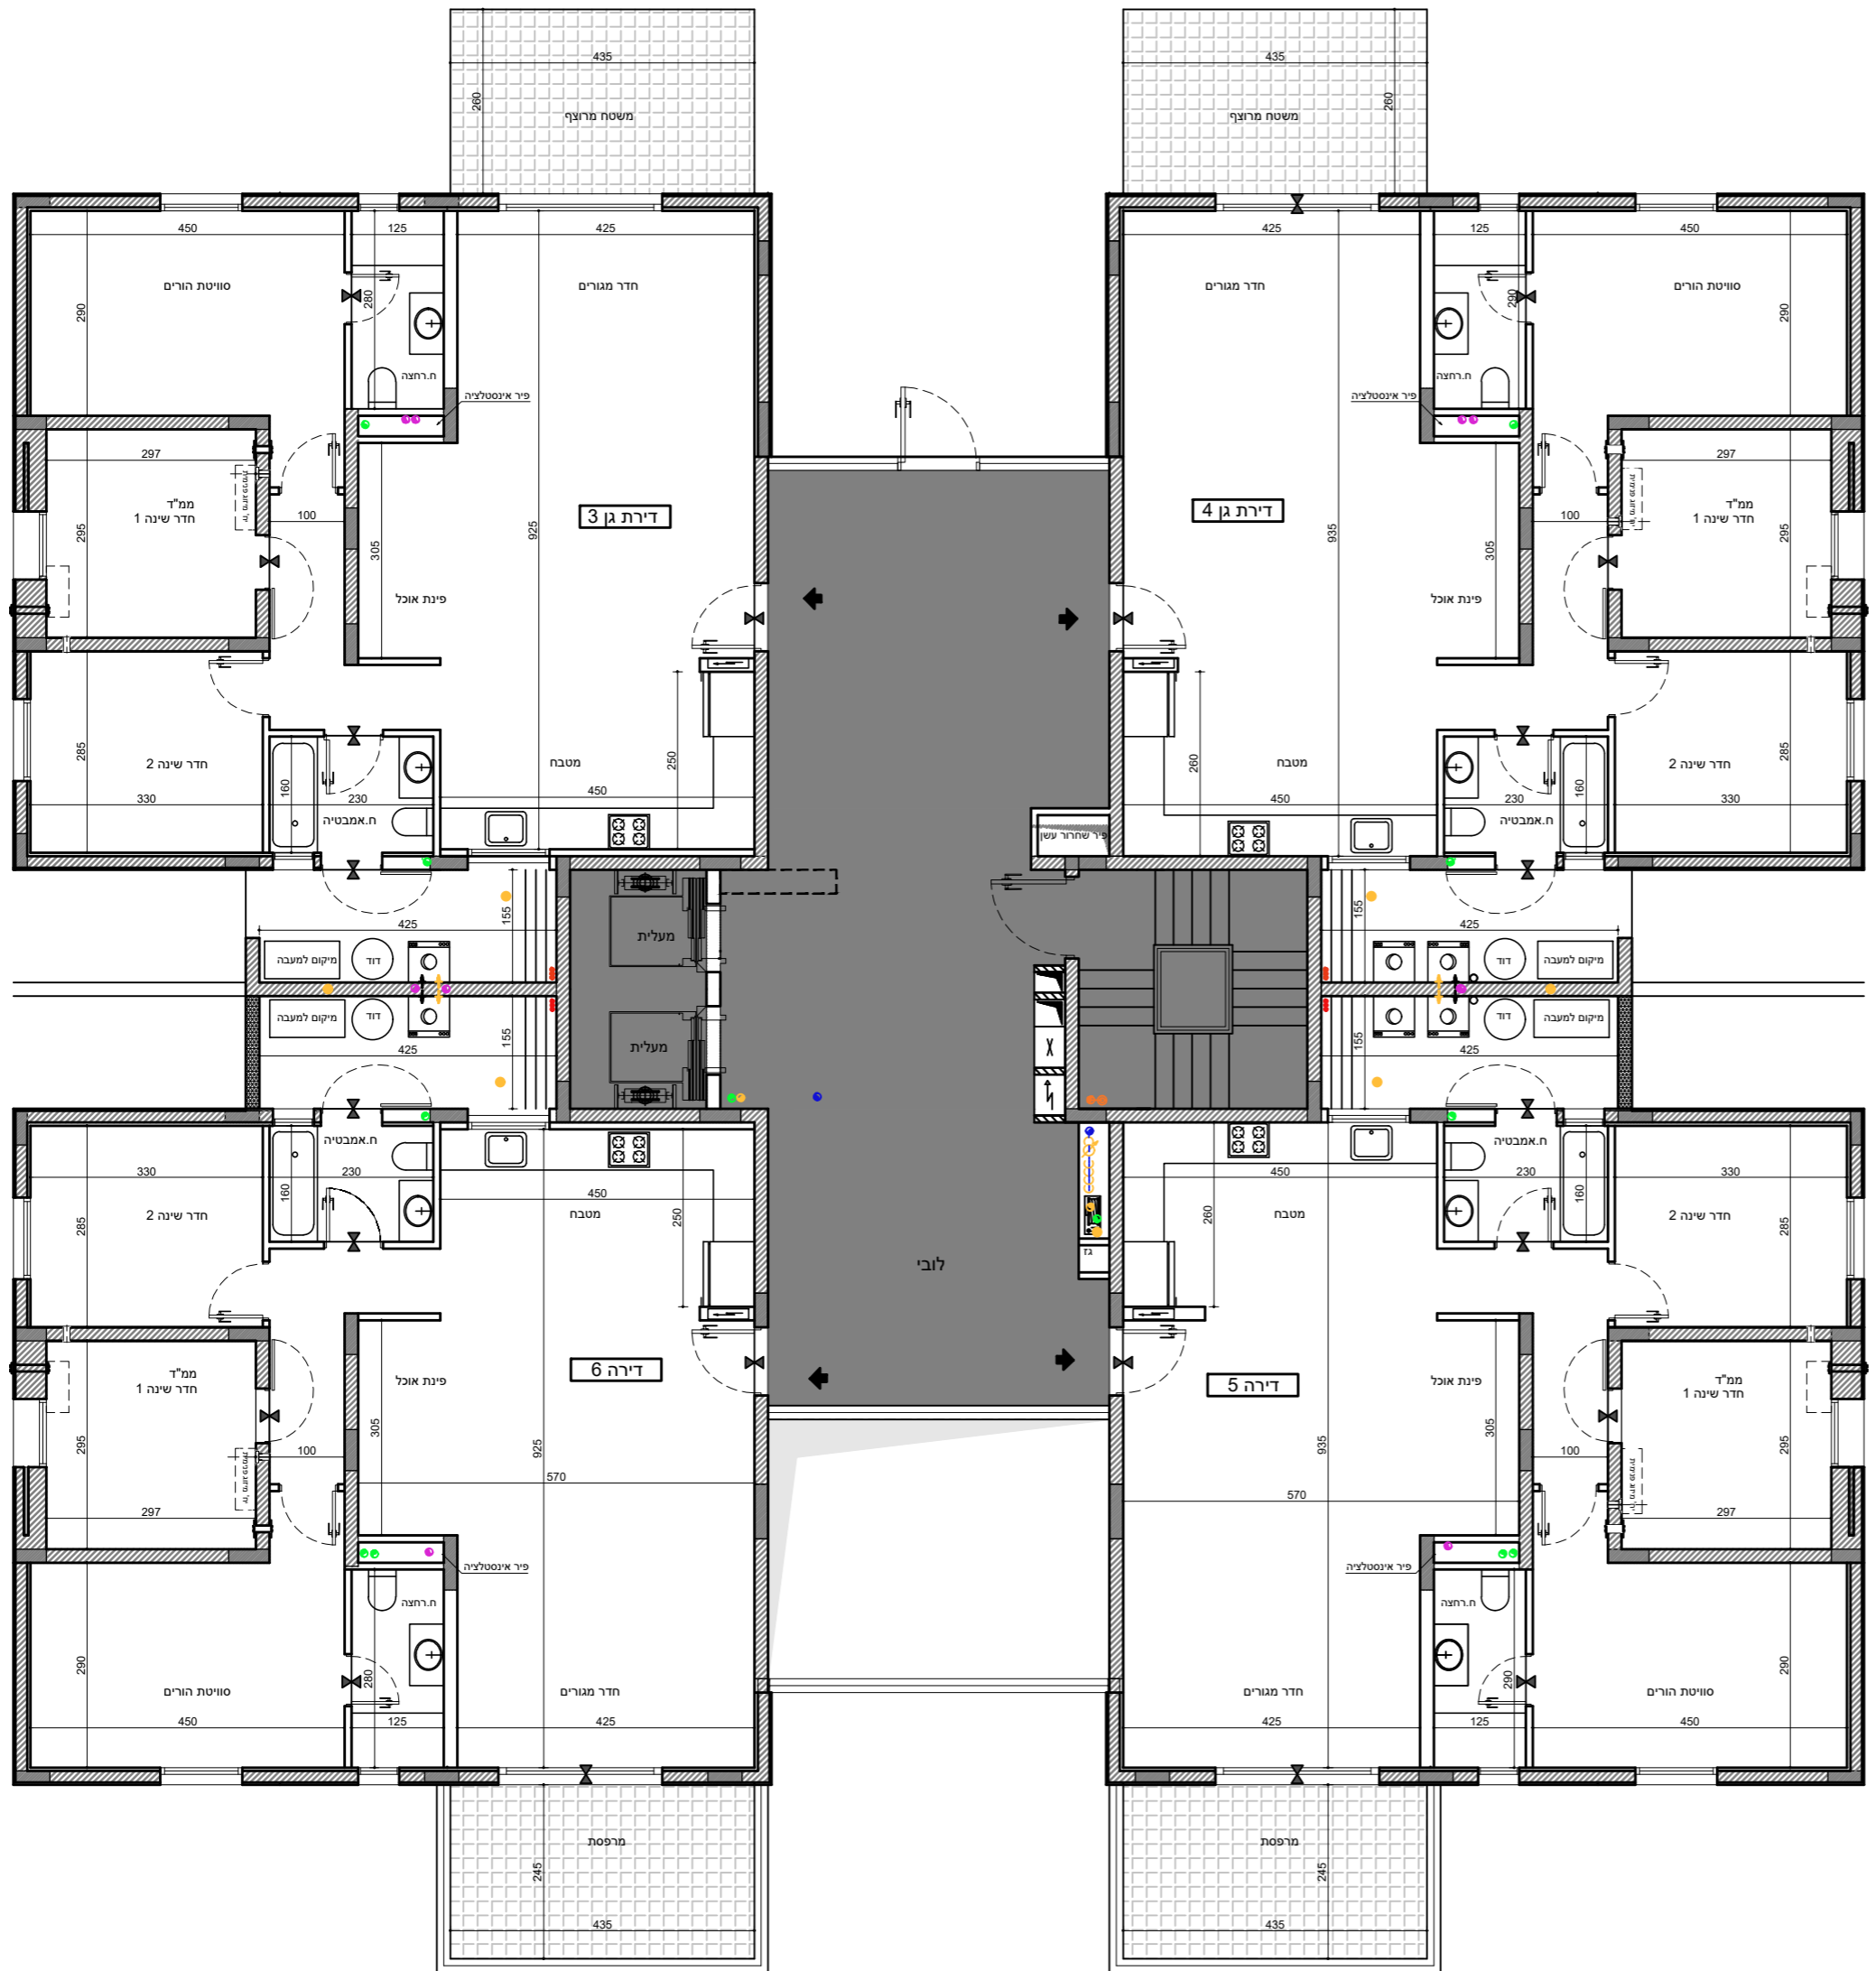 435
435
260
260
משטח מרוצף
משטח מרוצף
450
125
425
425
125
450
סוויטת הורים
חדר מגורים
חדר מגורים
סוויטת הורים
290
280
290
290
ח.רחצה
ח.רחצה
פיר אינסטלציה
פיר אינסטלציה
297
297
ממ"ד
חדר שינה 1
ממ"ד
חדר שינה 1
דירת גן 3
דירת גן 4
100
100
295
305
925
935
305
295
פינת אוכל
פינת אוכל
חדר שינה 2
מטבח
מטבח
חדר שינה 2
285
160
250
260
160
285
330
230
450
450
230
330
ח.אמבטיה
ח.אמבטיה
פיר שחרור עשן
155
155
425
425
מעלית
מיקום למעבה
דוד
דוד
מיקום למעבה
מיקום למעבה
דוד
דוד
מיקום למעבה
מעלית
155
155
425
425
ח.אמבטיה
ח.אמבטיה
330
230
450
450
230
330
חדר שינה 2
מטבח
מטבח
חדר שינה 2
285
160
250
260
160
285
גז
לובי
ממ"ד
חדר שינה 1
דירה 6
דירה 5
ממ"ד
חדר שינה 1
פינת אוכל
פינת אוכל
295
305
925
935
305
295
100
100
570
570
297
297
פיר אינסטלציה
פיר אינסטלציה
ח.רחצה
ח.רחצה
290
280
290
290
סוויטת הורים
חדר מגורים
חדר מגורים
סוויטת הורים
450
125
425
425
125
450
מרפסת
מרפסת
245
245
435
435